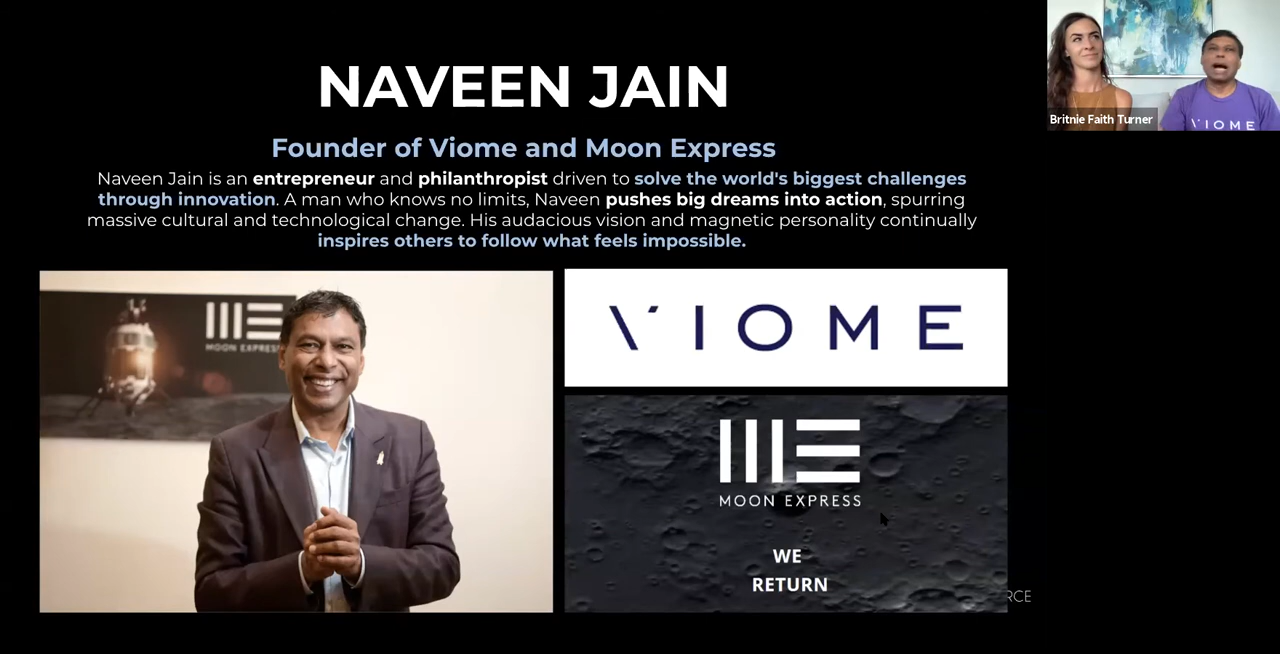 NAVEEN JAIN
Founder of Viome and Moon Express
Naveen Jain is an entrepreneur and philanthropist driven to solve the world's biggest challenges
through innovation. A man who knows no limits, Naveen pushes big dreams into action, spurring
massive cultural and technological change. His audacious vision and magnetic personality continually
inspires others to follow what feels impossible.
Britnie Faith Turner
VIOME
ME
MOON EXPRESS
VIOME
ME
MOON EXPRESS
WE
RETURN
RCE